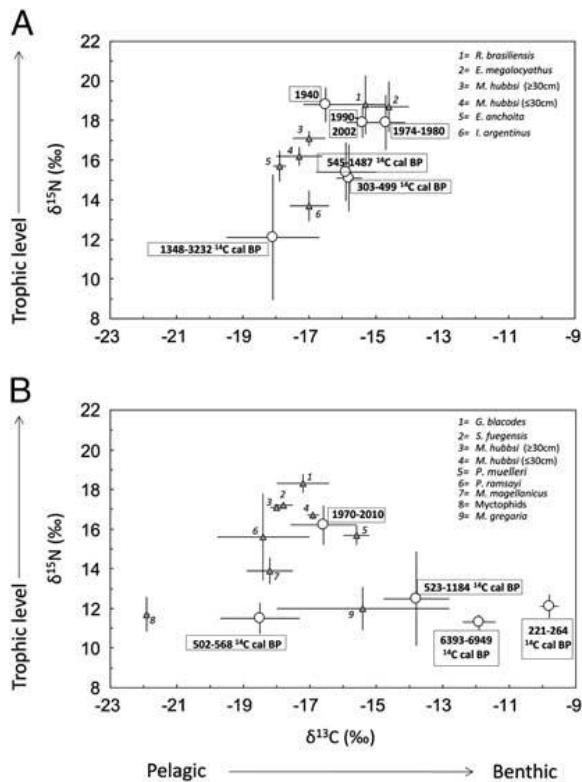 A
Trophic level
δ15N (‰)
22
20
18
16
14
12
10
8
-23 -21 -19 -17 -15 -13 -11 -9
1= R. brasiliensis
2= E. megalocyathus
3= M. hubbsi (≥30cm)
4= M. hubbsi (≤30cm)
5= E. anchoita
6= I. argentinus
1940
1
2
1990-
2002
1974-1980
3
4
5
545-1487 14C cal BP
303-499 14C cal BP
6
1348-3232 14C cal BP
B
Trophic level
δ15N (‰)
22
20
18
16
14
12
10
8
-23 -21 -19 -17 -15 -13 -11 -9
1= G. blacodes
2= S. fuegensis
3= M. hubbsi (≥30cm)
4= M. hubbsi (≤30cm)
5= P. muelleri
6= P. ramsayi
7= M. magellanicus
8= Myctophids
9= M. gregaria
1
2
3
4
1970-2010
5
6
7
8
9
523-1184 14C cal BP
502-568 14C cal BP
6393-6949
14C cal BP
221-264
14C cal BP
δ13C (‰)
Pelagic Benthic